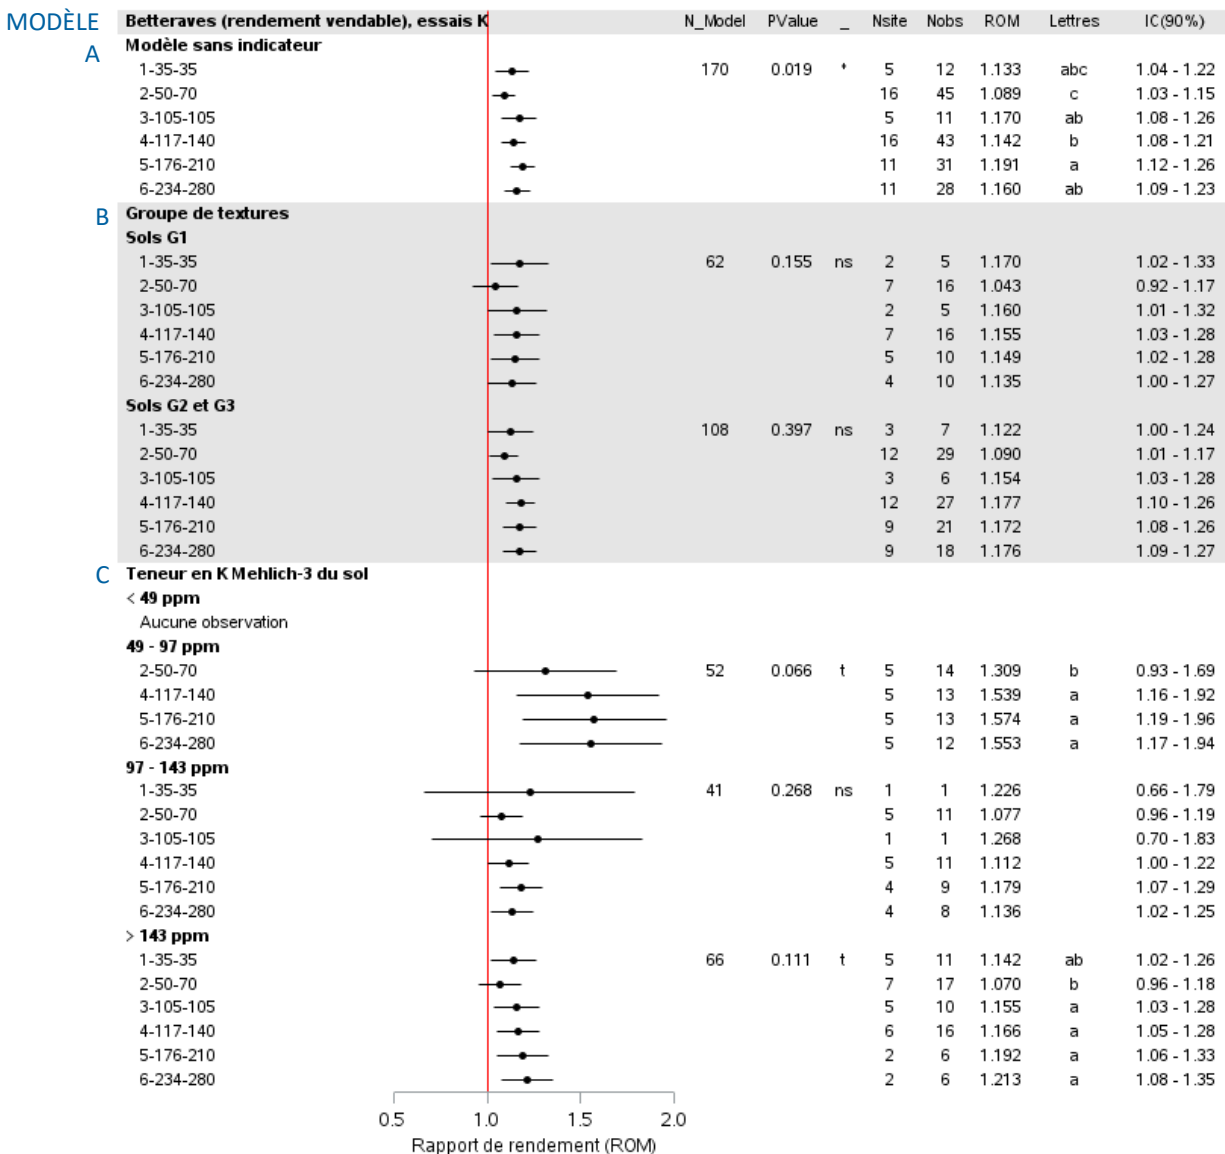 MODÈLE Betteraves (rendement vendable), essais K N_Model PValue _ Nsite Nobs ROM Lettres IC(90%)
A Modèle sans indicateur
1-35-35 170 0.019 * 5 12 1.133 abc 1.04 - 1.22
2-50-70 16 45 1.089 c 1.03 - 1.15
3-105-105 5 11 1.170 ab 1.08 - 1.26
4-117-140 16 43 1.142 b 1.08 - 1.21
5-176-210 11 31 1.191 a 1.12 - 1.26
6-234-280 11 28 1.160 ab 1.09 - 1.23
B Groupe de textures
Sols G1
1-35-35 62 0.155 ns 2 5 1.170 1.02 - 1.33
2-50-70 7 16 1.043 0.92 - 1.17
3-105-105 2 5 1.160 1.01 - 1.32
4-117-140 7 16 1.155 1.03 - 1.28
5-176-210 5 10 1.149 1.02 - 1.28
6-234-280 4 10 1.135 1.00 - 1.27
Sols G2 et G3
1-35-35 108 0.397 ns 3 7 1.122 1.00 - 1.24
2-50-70 12 29 1.090 1.01 - 1.17
3-105-105 3 6 1.154 1.03 - 1.28
4-117-140 12 27 1.177 1.10 - 1.26
5-176-210 9 21 1.172 1.08 - 1.26
6-234-280 9 18 1.176 1.09 - 1.27
C Teneur en K Mehlich-3 du sol
< 49 ppm
Aucune observation
49 - 97 ppm
2-50-70 52 0.066 t 5 14 1.309 b 0.93 - 1.69
4-117-140 5 13 1.539 a 1.16 - 1.92
5-176-210 5 13 1.574 a 1.19 - 1.96
6-234-280 5 12 1.553 a 1.17 - 1.94
97 - 143 ppm
1-35-35 41 0.268 ns 1 1 1.226 0.66 - 1.79
2-50-70 5 11 1.077 0.96 - 1.19
3-105-105 1 1 1.268 0.70 - 1.83
4-117-140 5 11 1.112 1.00 - 1.22
5-176-210 4 9 1.179 1.07 - 1.29
6-234-280 4 8 1.136 1.02 - 1.25
> 143 ppm
1-35-35 66 0.111 t 5 11 1.142 ab 1.02 - 1.26
2-50-70 7 17 1.070 b 0.96 - 1.18
3-105-105 5 10 1.155 a 1.03 - 1.28
4-117-140 6 16 1.166 a 1.05 - 1.28
5-176-210 2 6 1.192 a 1.06 - 1.33
6-234-280 2 6 1.213 a 1.08 - 1.35
0.5 1.0 1.5 2.0
Rapport de rendement (ROM)